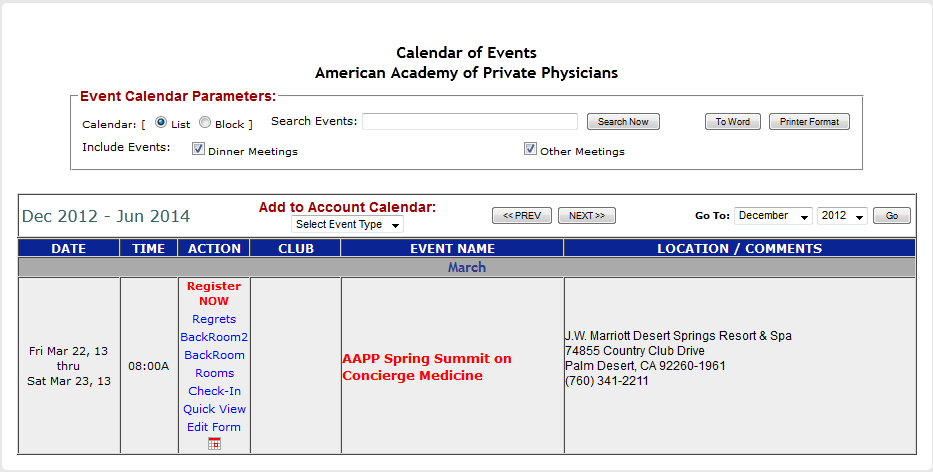 Calendar of Events
American Academy of Private Physicians
Event Calendar Parameters:
Calendar: [ List Block ] Search Events: Search Now To Word Printer Format
Include Events: Dinner Meetings Other Meetings
Dec 2012 - Jun 2014
Add to Account Calendar:
Select Event Type
<< PREV NEXT >>
Go To: December 2012 Go
DATE TIME ACTION CLUB EVENT NAME LOCATION / COMMENTS
March
Fri Mar 22, 13
thru
Sat Mar 23, 13
08:00A
Register
NOW
Regrets
BackRoom2
BackRoom
Rooms
Check-In
Quick View
Edit Form
AAPP Spring Summit on
Concierge Medicine
J.W. Marriott Desert Springs Resort & Spa
74855 Country Club Drive
Palm Desert, CA 92260-1961
(760) 341-2211